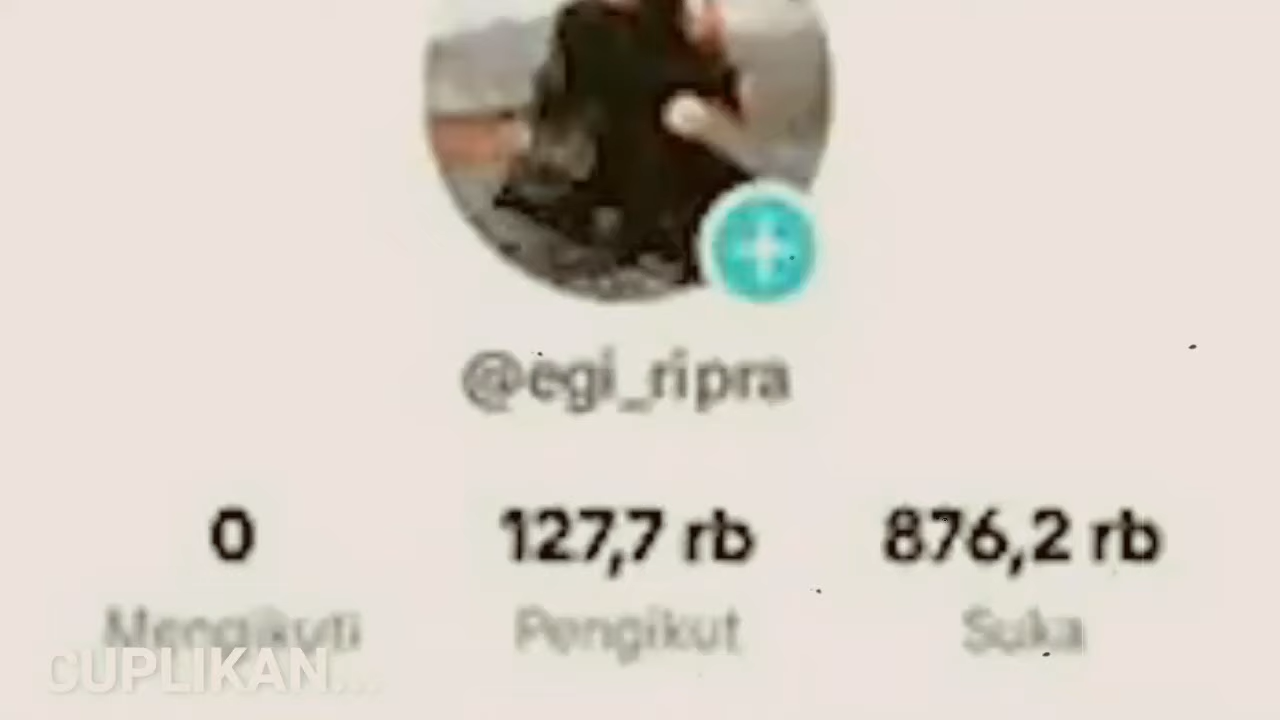 @egi_ripra
0 127,7 rb 876,2 rb
Mengikuti Pengikut Suka
CUPLIKAN...